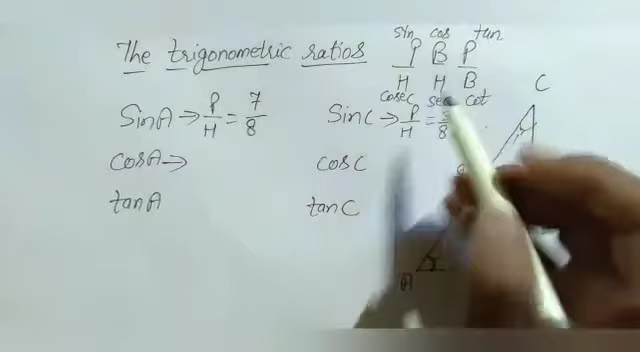 sin cos tan
The trigonometric ratios P B P
H H B
cosec sec cot
SinA → P/H = 7/8 SinC → P/H = /8
cosA → cosC
tanA tanC
C
A